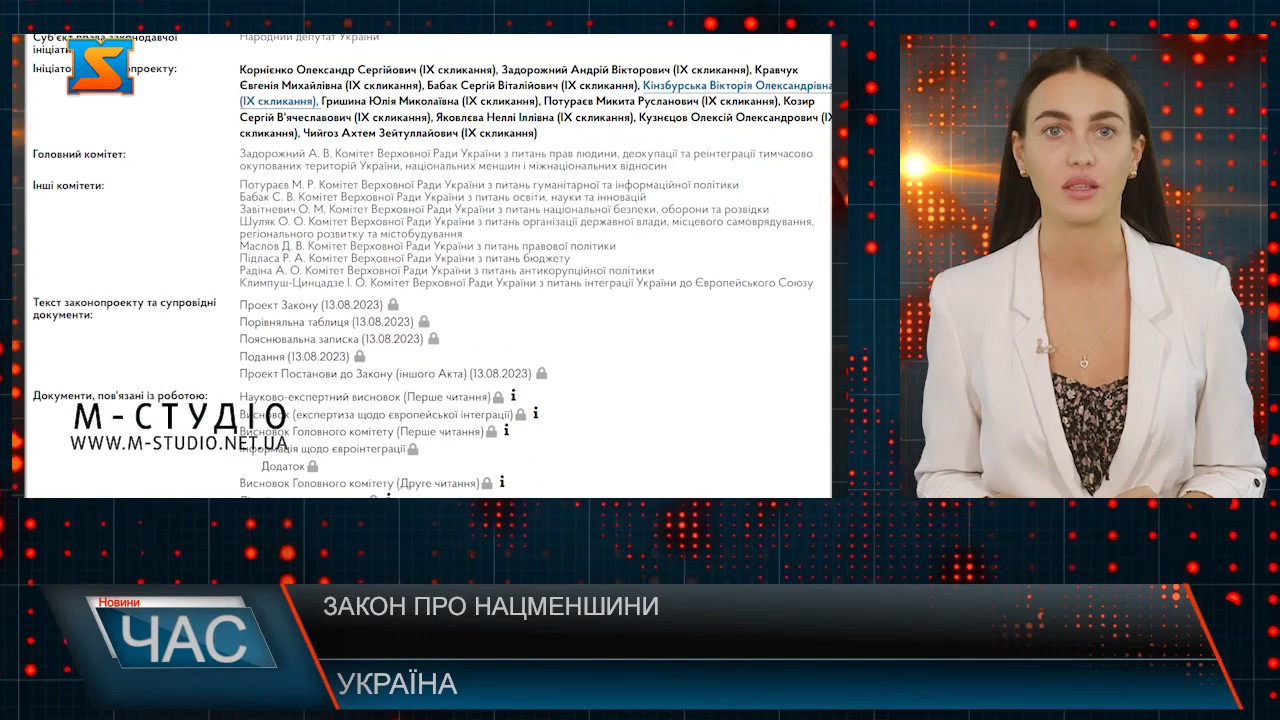 Суб'єкт права законодавчої
ініціати
Народний депутат України
Ініціато опроекту:
Корнієнко Олександр Сергійович (IX скликання), Задорожний Андрій Вікторович (IX скликання), Кравчук
Євгенія Михайлівна (IX скликання), Бабак Сергій Віталійович (IX скликання), Кінзбурська Вікторія Олександрівна
(IX скликання), Гришина Юлія Миколаївна (IX скликання), Потураєв Микита Русланович (IX скликання), Козир
Сергій В'ячеславович (IX скликання), Яковлєва Неллі Іллівна (IX скликання), Кузнєцов Олексій Олександрович (IX
скликання), Чийгоз Ахтем Зейтуллайович (IX скликання)
Головний комітет:
Задорожний А. В. Комітет Верховної Ради України з питань прав людини, деокупації та реінтеграції тимчасово
окупованих територій України, національних меншин і міжнаціональних відносин
Інші комітети:
Потураєв М. Р. Комітет Верховної Ради України з питань гуманітарної та інформаційної політики
Бабак С. В. Комітет Верховної Ради України з питань освіти, науки та інновацій
Завітневич О. М. Комітет Верховної Ради України з питань національної безпеки, оборони та розвідки
Шуляк О. О. Комітет Верховної Ради України з питань організації державної влади, місцевого самоврядування,
регіонального розвитку та містобудування
Маслов Д. В. Комітет Верховної Ради України з питань правової політики
Підласа Р. А. Комітет Верховної Ради України з питань бюджету
Радіна А. О. Комітет Верховної Ради України з питань антикорупційної політики
Климпуш-Цинцадзе І. О. Комітет Верховної Ради України з питань інтеграції України до Європейського Союзу
Текст законопроекту та супровідні
документи:
Проект Закону (13.08.2023)
Порівняльна таблиця (13.08.2023)
Пояснювальна записка (13.08.2023)
Подання (13.08.2023)
Проект Постанови до Закону (іншого Акта) (13.08.2023)
Документи, пов'язані із роботою:
Науково-експертний висновок (Перше читання)
Висновок (експертиза щодо європейської інтеграції)
Висновок Головного комітету (Перше читання)
Інформація щодо євроінтеграції
Додаток
Висновок Головного комітету (Друге читання)
М-СТУДІО
WWW.M-STUDIO.NET.UA
Новини
ЧАС
ЗАКОН ПРО НАЦМЕНШИНИ
УКРАЇНА